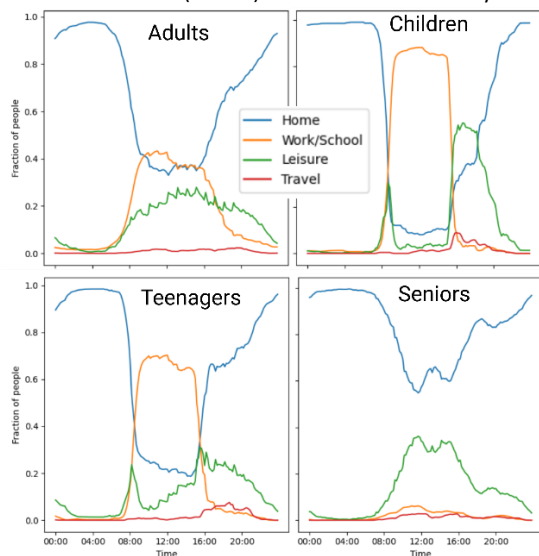 Adults
Children
1.0
0.8
0.6
0.4
0.2
0.0
Fraction of people
Home
Work/School
Leisure
Travel
Teenagers
Seniors
1.0
0.8
0.6
0.4
0.2
0.0
Fraction of people
00:00 04:00 08:00 12:00 16:00 20:00
Time
00:00 04:00 08:00 12:00 16:00 20:00
Time